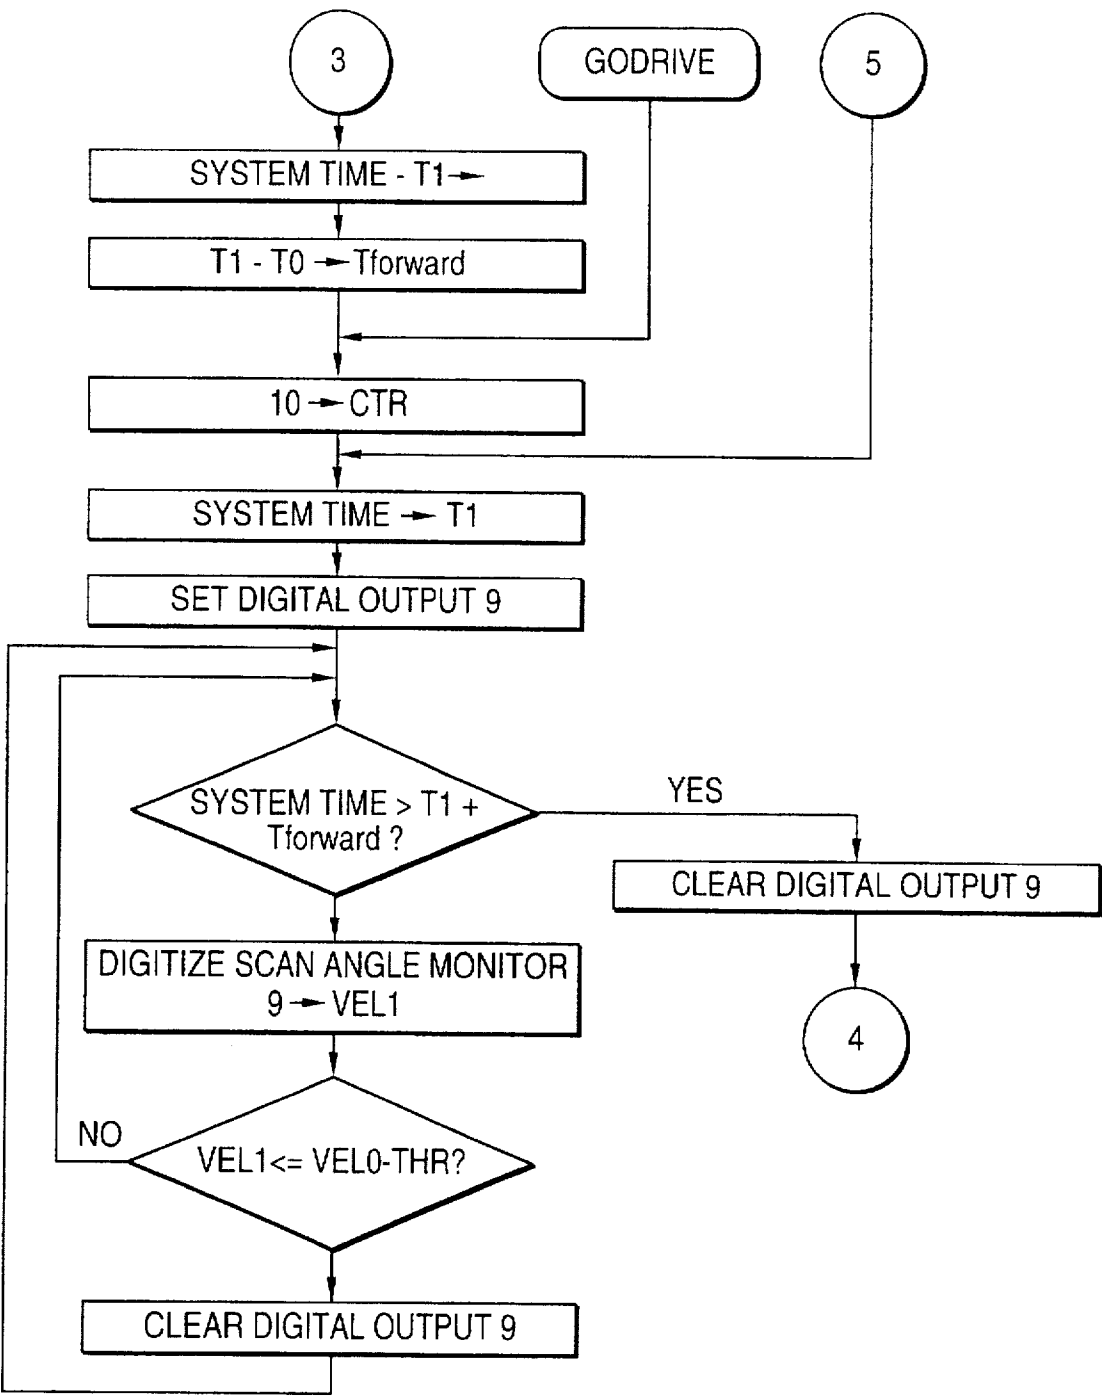 3
GODRIVE
5
SYSTEM TIME - T1→
T1 - T0 → Tforward
10 → CTR
SYSTEM TIME → T1
SET DIGITAL OUTPUT 9
SYSTEM TIME > T1 +
Tforward ?
YES
CLEAR DIGITAL OUTPUT 9
DIGITIZE SCAN ANGLE MONITOR
9 → VEL1
4
NO
VEL1<= VEL0-THR?
CLEAR DIGITAL OUTPUT 9